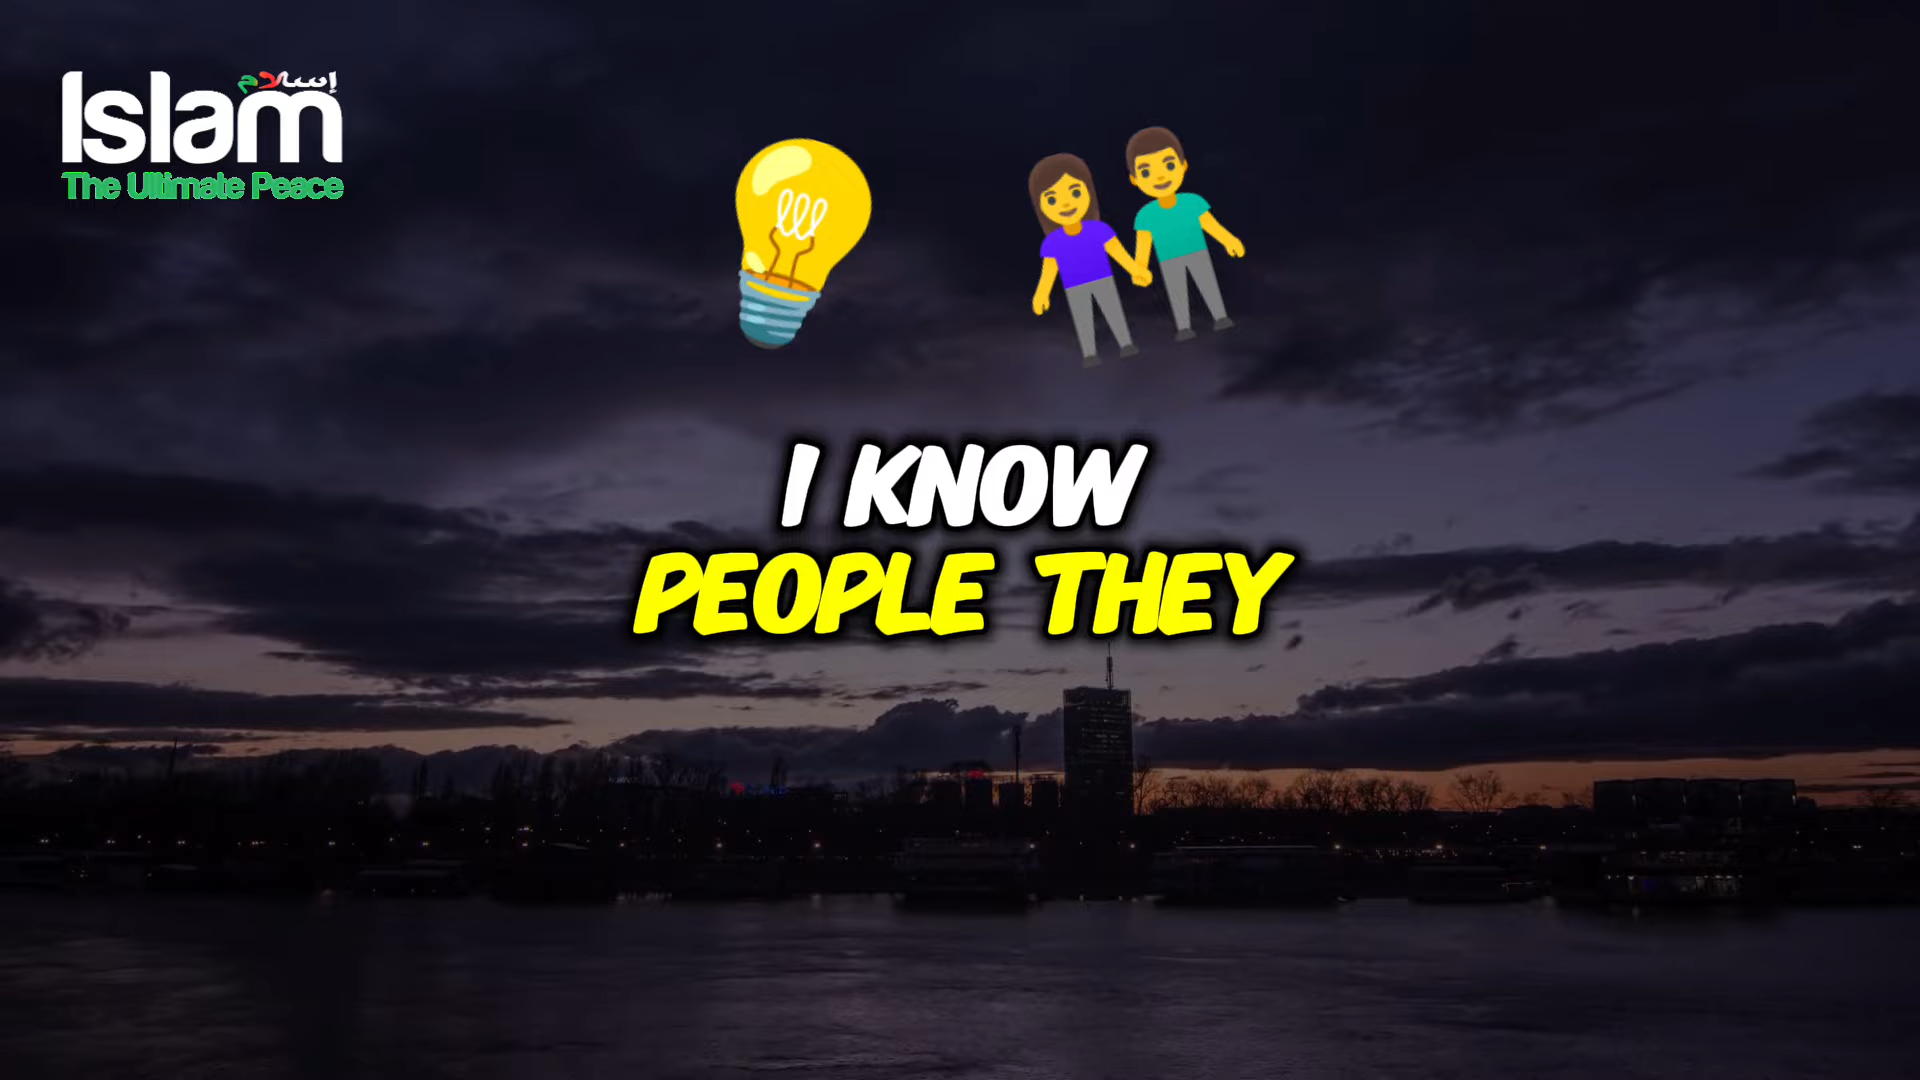 إسلام
Islam
The Ultimate Peace
I KNOW
PEOPLE THEY